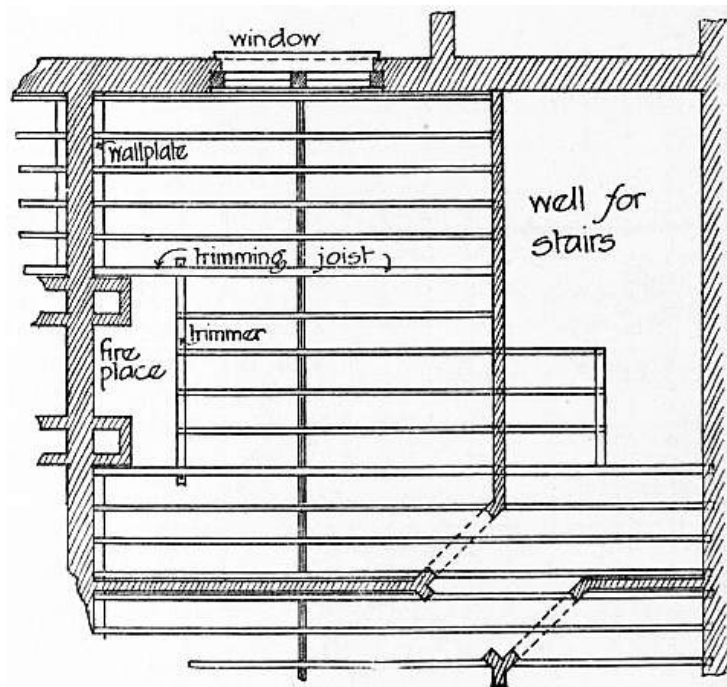 window
wallplate
well for
stairs
trimming joist
trimmer
fire
place